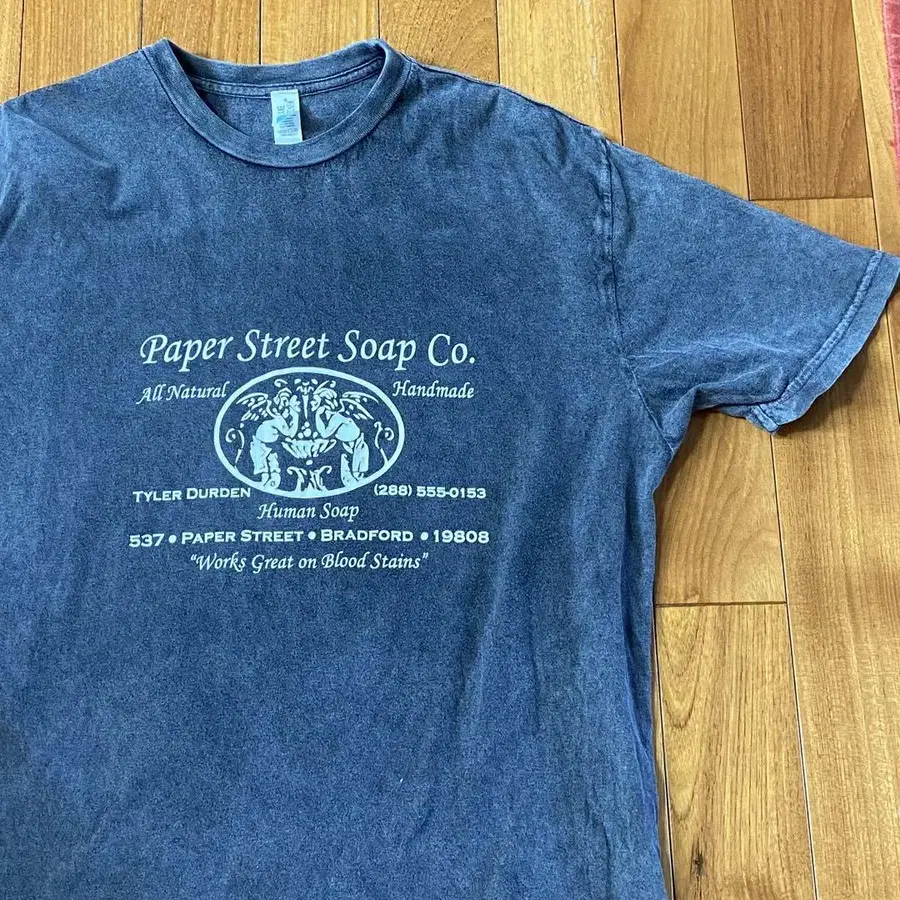 Paper Street Soap Co.
All Natural Handmade
TYLER DURDEN (288) 555-0153
Human Soap
537 • PAPER STREET • BRADFORD • 19808
"Works Great on Blood Stains"